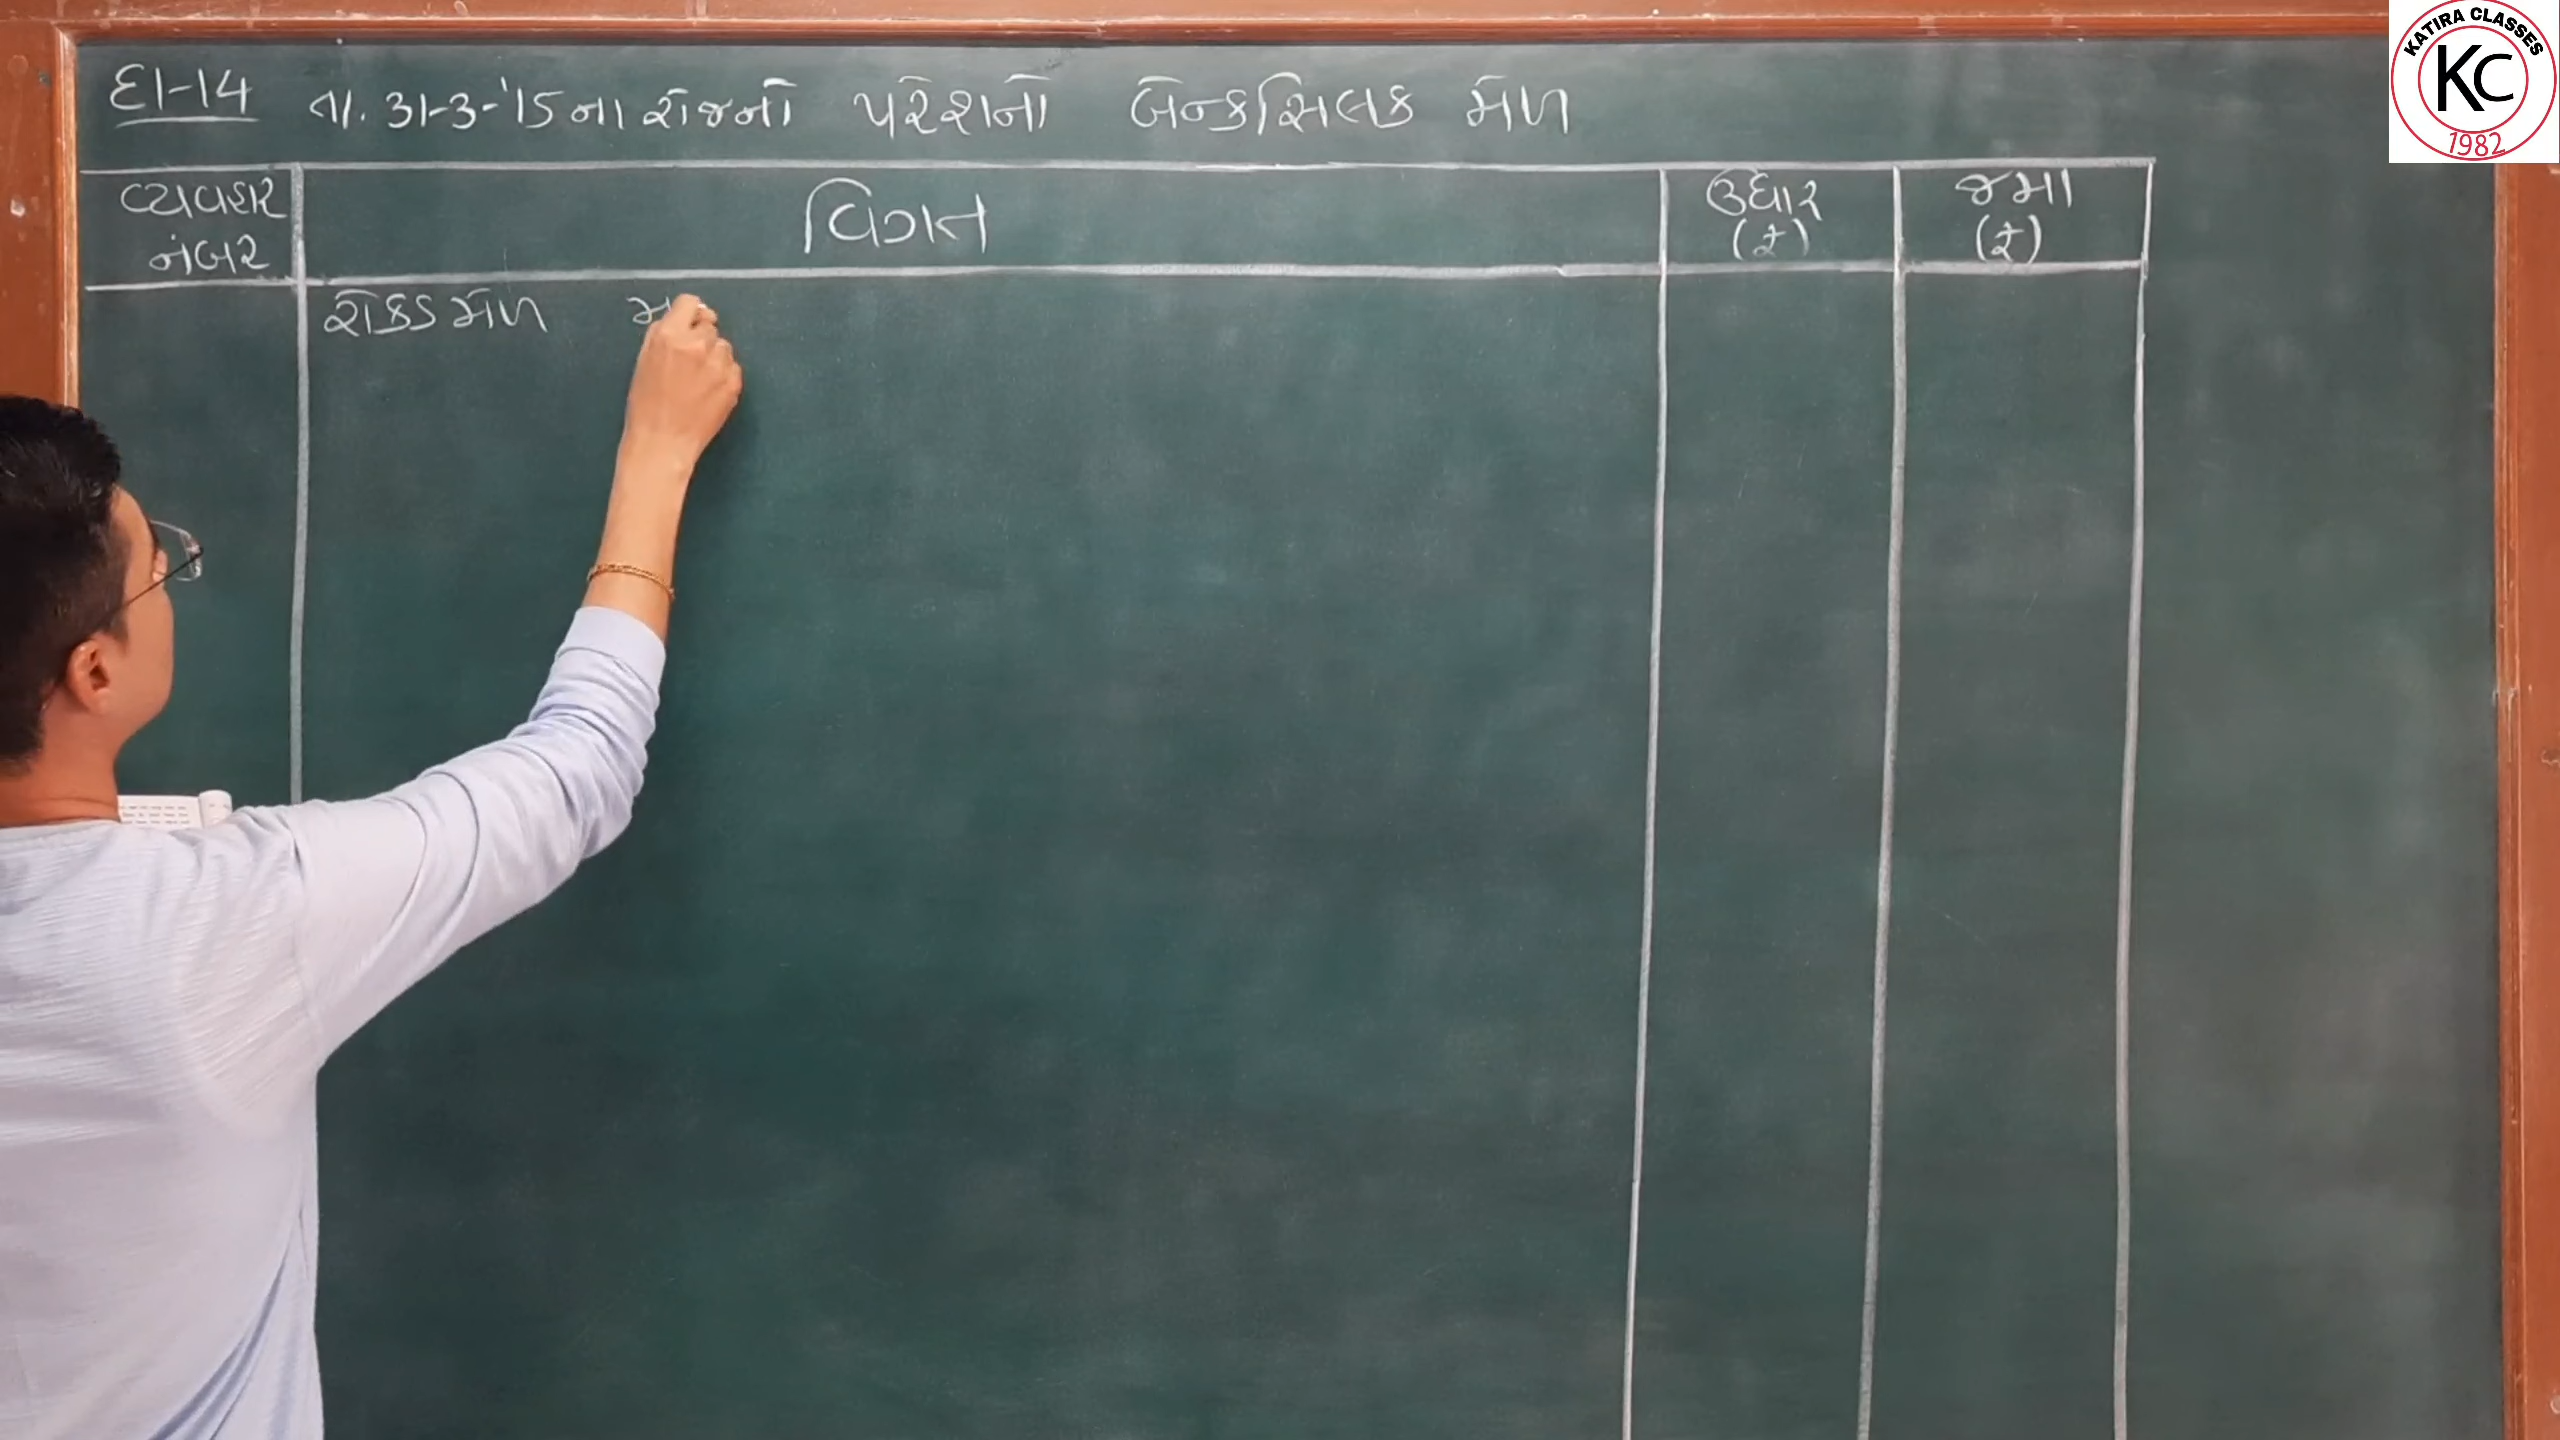 દા-14 તા. 31-3-'15ના રોજનો પરેશનો બેન્કસિલક મેળ
વ્યવહાર
નંબર
વિગત
ઉધાર
(₹)
જમા
(₹)
રોકડમેળ
KATIRA CLASSES
KC
1982